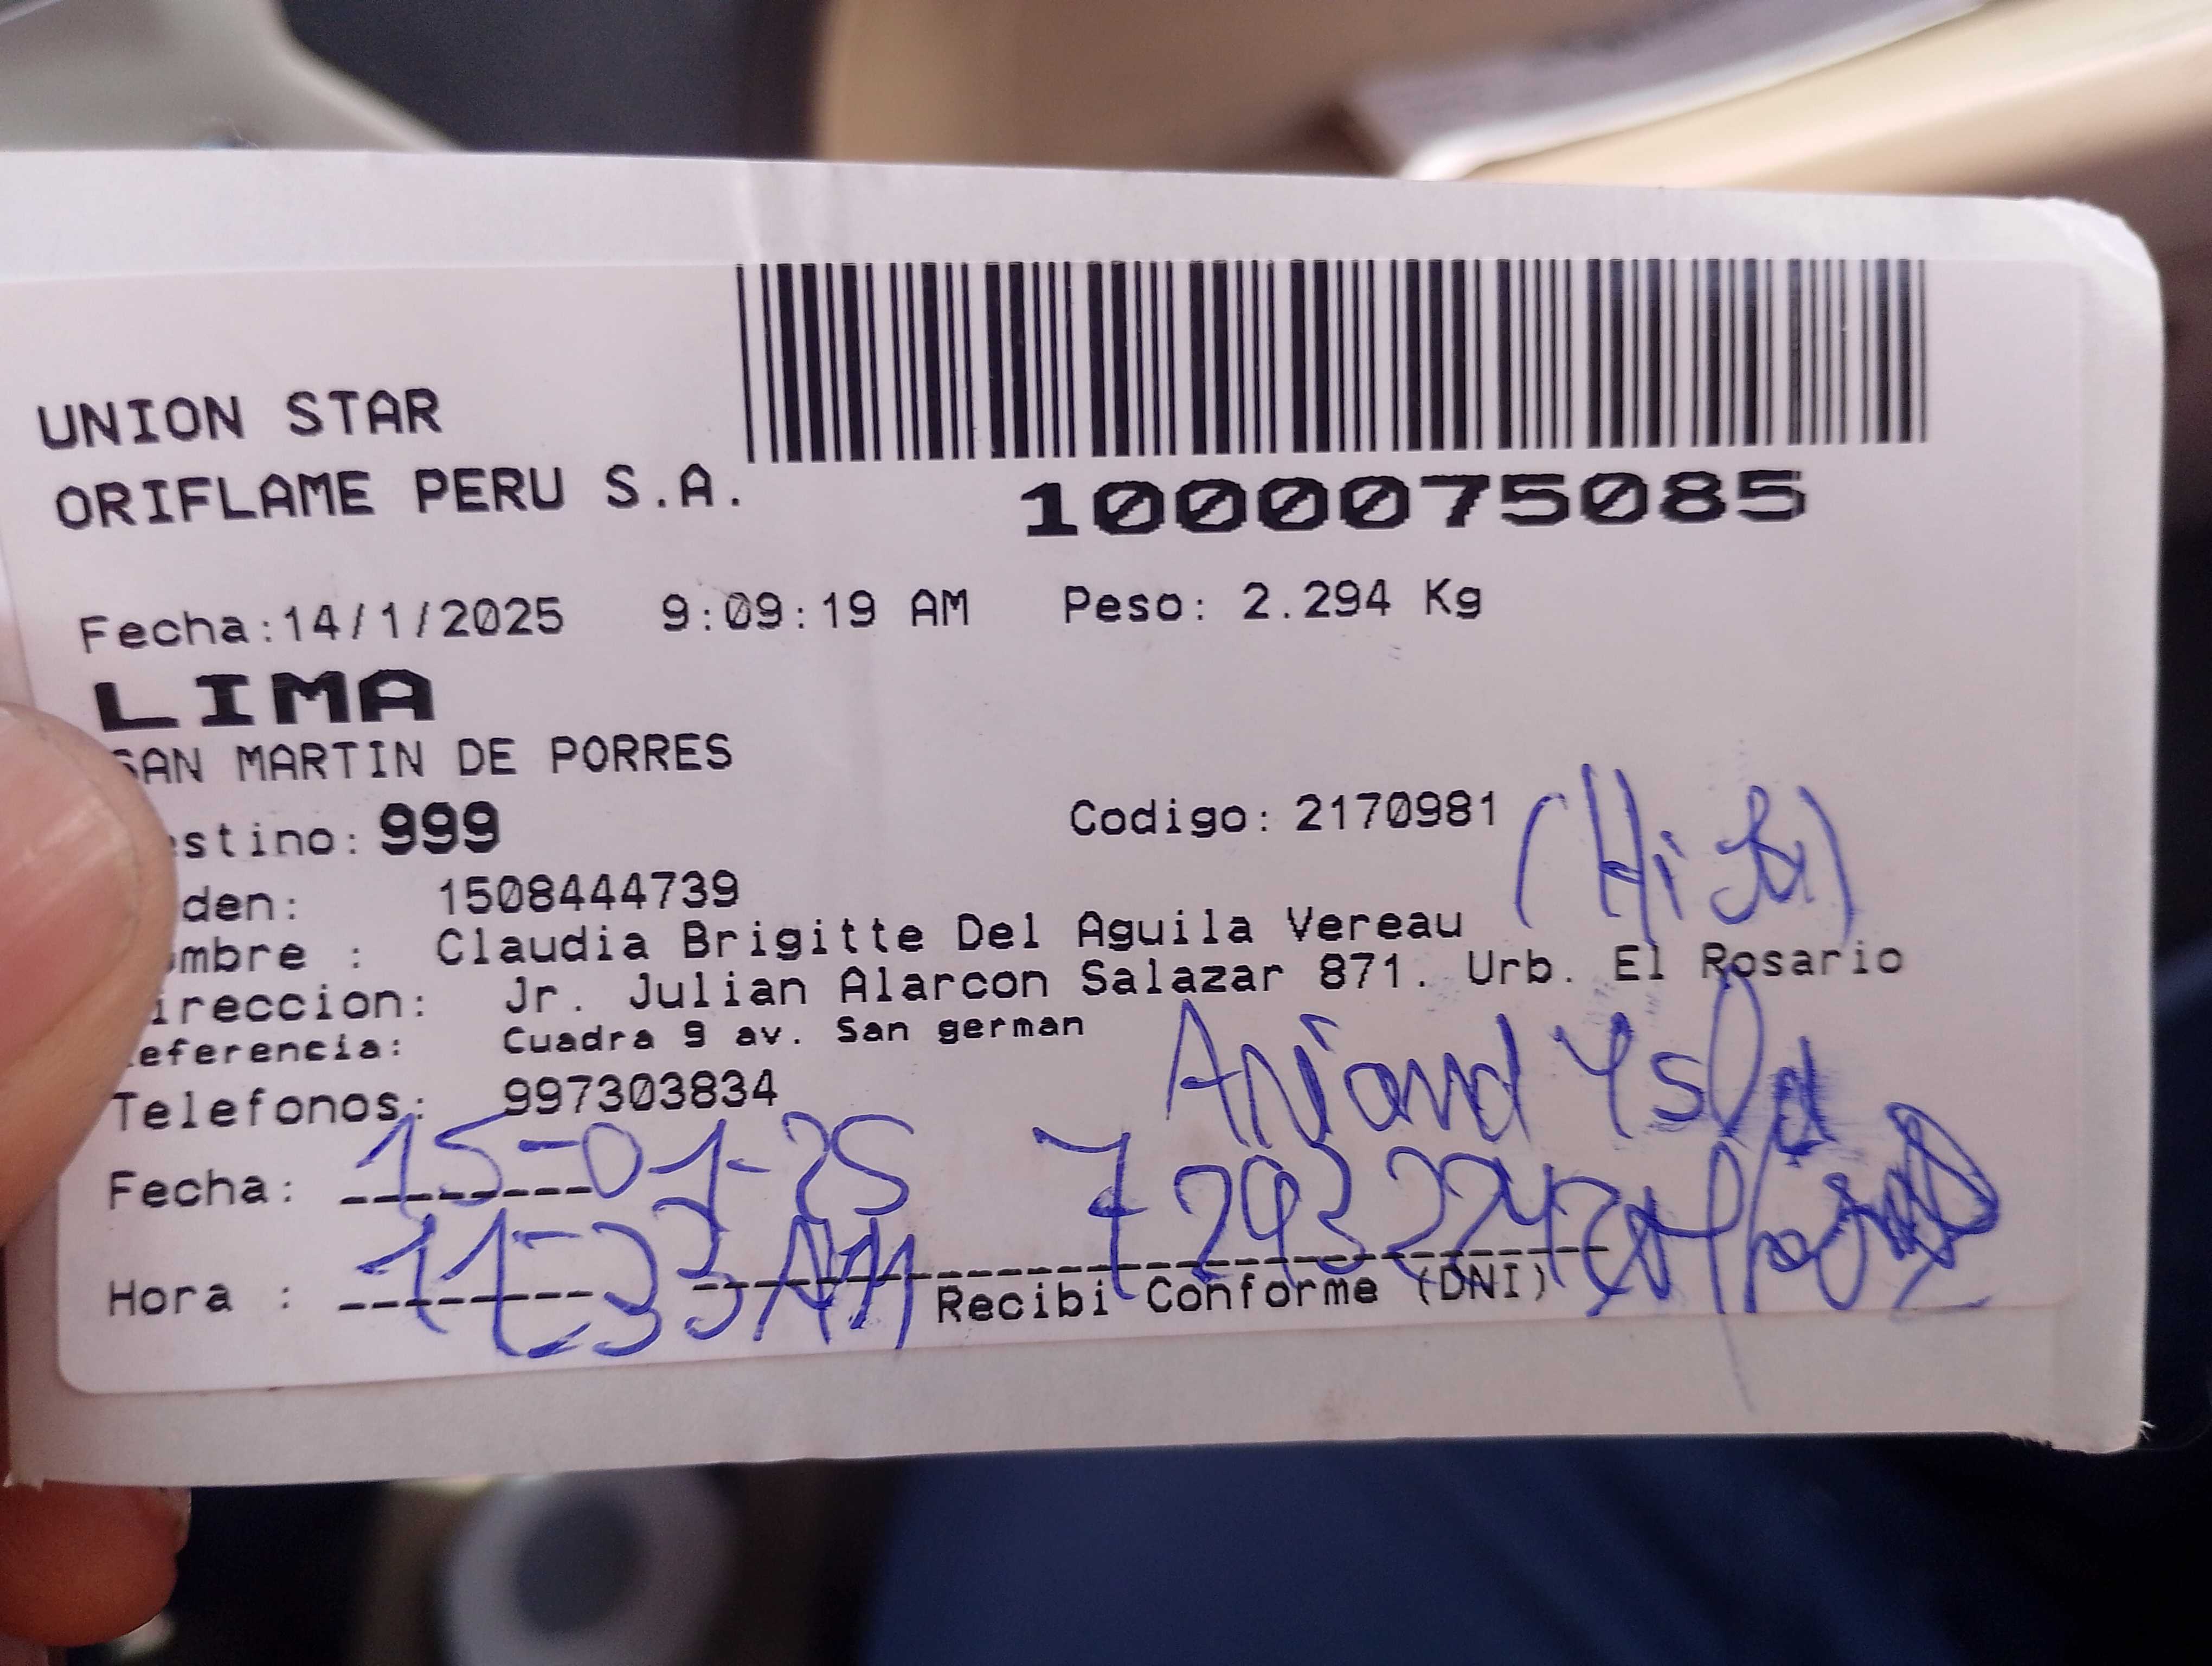 UNION STAR
ORIFLAME PERU S.A.
1000075085
Fecha:14/1/2025 9:09:19 AM Peso: 2.294 Kg
LIMA
SAN MARTIN DE PORRES
estino: 999 Codigo: 2170981
den: 1508444739
mbre : Claudia Brigitte Del Aguila Vereau
ireccion: Jr. Julian Alarcon Salazar 871. Urb. El Rosario
eferencia: Cuadra 9 av. San german
Telefonos: 997303834
Ysla
Fecha: 15-01-25
Hora : 11-33 AM
Recibi Conforme (DNI)